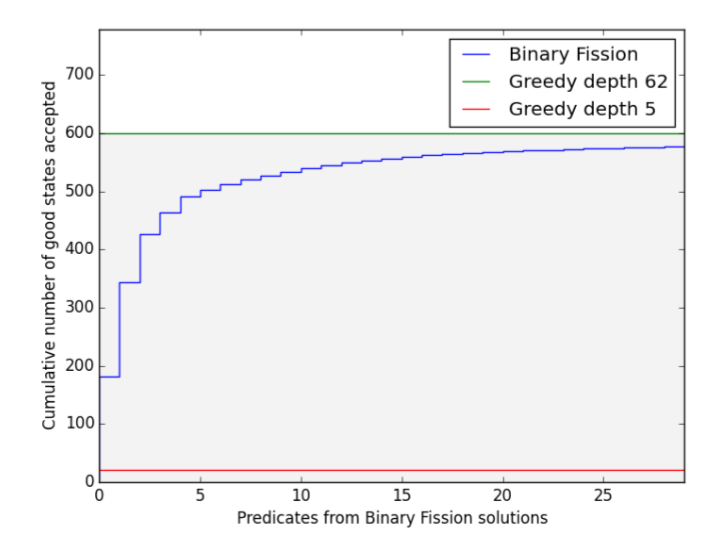 Binary Fission
Greedy depth 62
Greedy depth 5
Cumulative number of good states accepted
700
600
500
400
300
200
100
0
0 5 10 15 20 25
Predicates from Binary Fission solutions